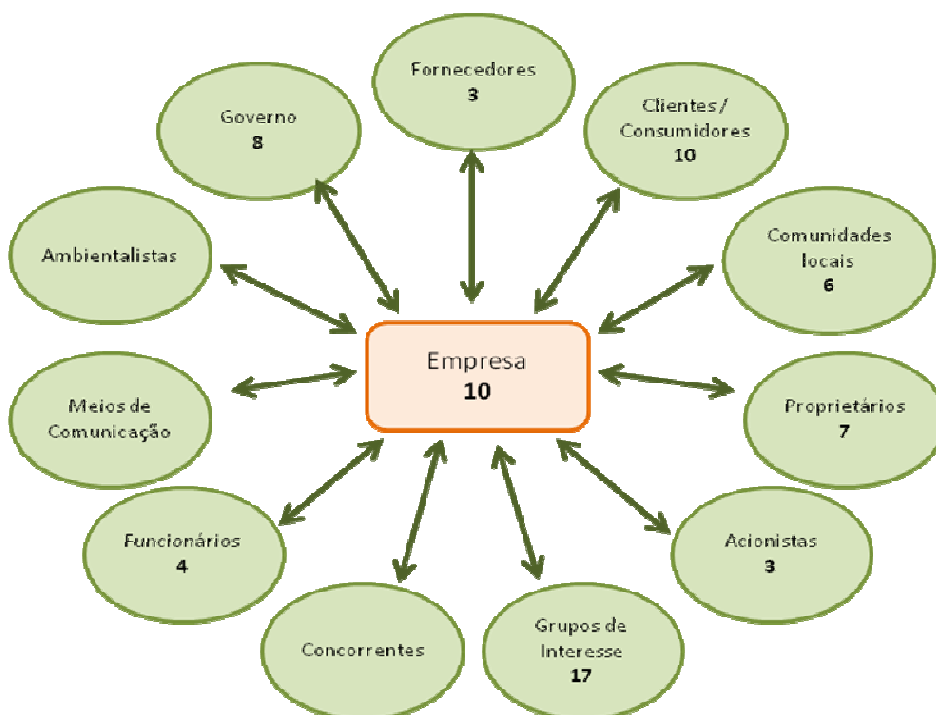 Fornecedores
3
Governo
8
Clientes /
Consumidores
10
Ambientalistas
Comunidades
locais
6
Empresa
10
Meios de
Comunicação
Proprietários
7
Funcionários
4
Acionistas
3
Concorrentes
Grupos de
Interesse
17